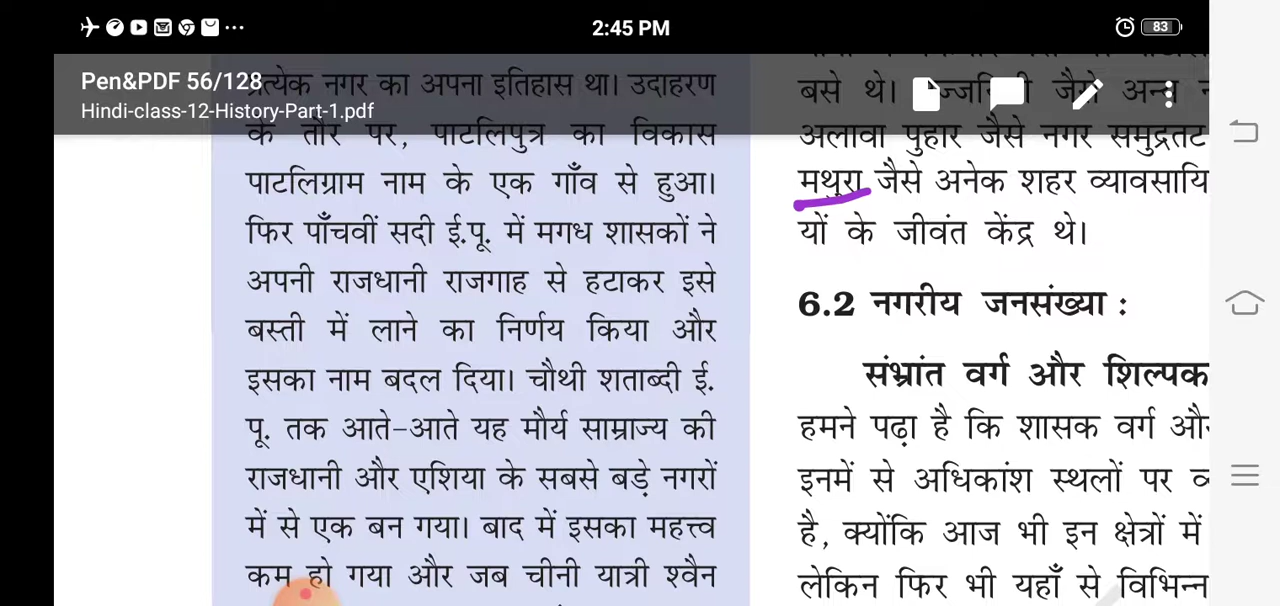 2:45 PM
83
Pen&PDF 56/128
Hindi-class-12-History-Part-1.pdf
प्रत्येक नगर का अपना इतिहास था। उदाहरण
के तौर पर, पाटलिपुत्र का विकास
पाटलिग्राम नाम के एक गाँव से हुआ।
फिर पाँचवीं सदी ई.पू. में मगध शासकों ने
अपनी राजधानी राजगाह से हटाकर इसे
बस्ती में लाने का निर्णय किया और
इसका नाम बदल दिया। चौथी शताब्दी ई.
पू. तक आते-आते यह मौर्य साम्राज्य की
राजधानी और एशिया के सबसे बड़े नगरों
में से एक बन गया। बाद में इसका महत्त्व
कम हो गया और जब चीनी यात्री श्वैन
बसे थे। जैसे अन्य
अलावा पुहार जैसे नगर समुद्रतट
मथुरा जैसे अनेक शहर व्यावसायि
यों के जीवंत केंद्र थे।
6.2 नगरीय जनसंख्या :
संभ्रांत वर्ग और शिल्पक
हमने पढ़ा है कि शासक वर्ग और
इनमें से अधिकांश स्थलों पर
है, क्योंकि आज भी इन क्षेत्रों में
लेकिन फिर भी यहाँ से विभिन्न